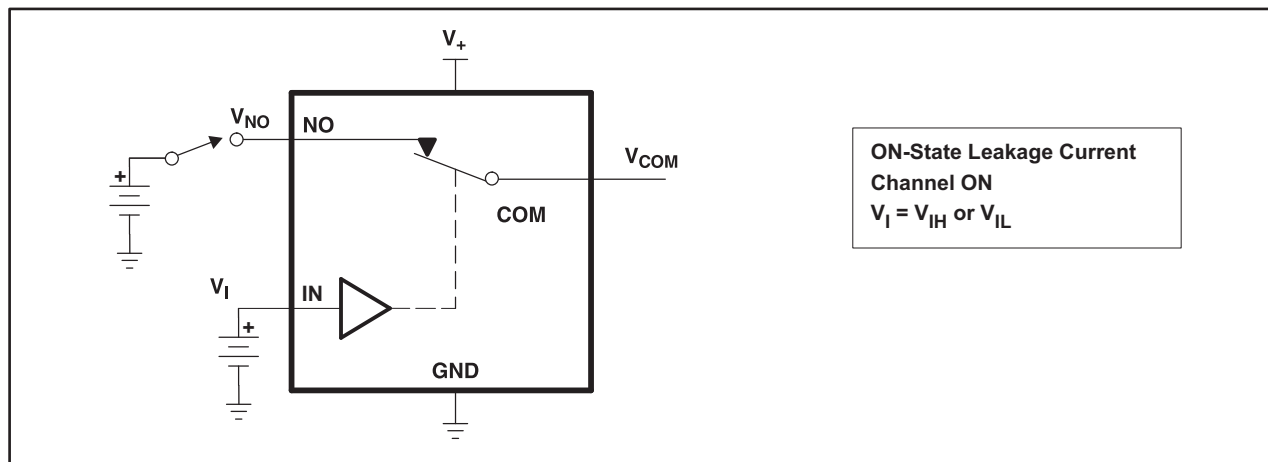 V+
VNO
NO
VCOM
COM
+
VI
IN
+
GND
ON-State Leakage Current
Channel ON
VI = VIH or VIL